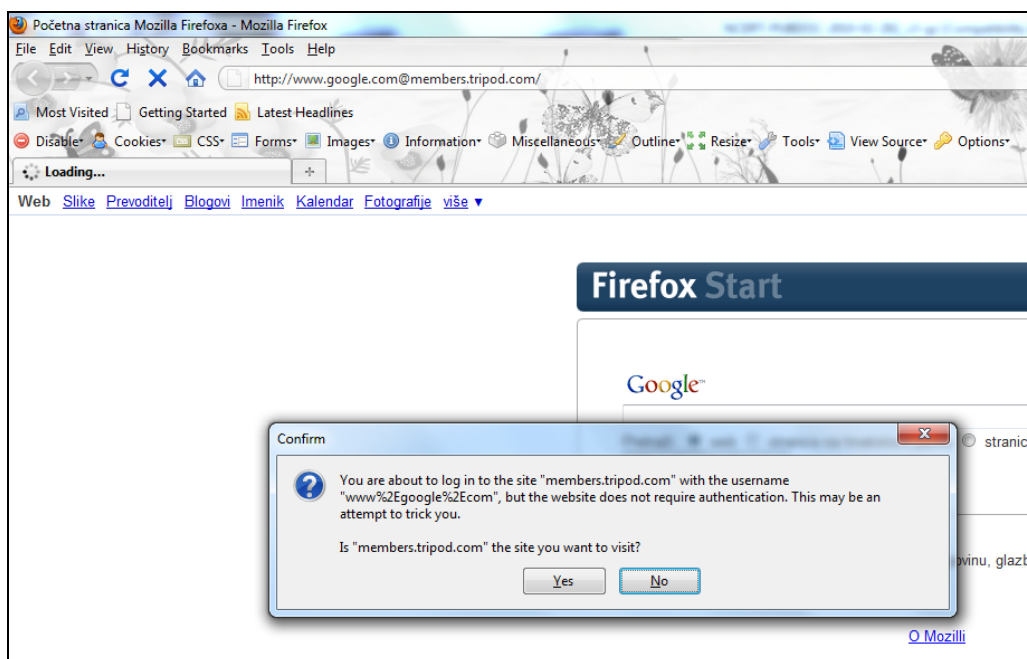 Početna stranica Mozilla Firefoxa - Mozilla Firefox
File Edit View History Bookmarks Tools Help
http://www.google.com@members.tripod.com/
Most Visited Getting Started Latest Headlines
Disable Cookies CSS Forms Images Information Miscellaneous Outline Resize Tools View Source Options
Loading...
Web Slike Prevoditelj Blogovi Imenik Kalendar Fotografije više ▼
Firefox Start
Google™
Confirm
stranic
You are about to log in to the site "members.tripod.com" with the username
"www%2Egoogle%2Ecom", but the website does not require authentication. This may be an
attempt to trick you.
Is "members.tripod.com" the site you want to visit?
ovinu, glazb
Yes No
O Mozilli